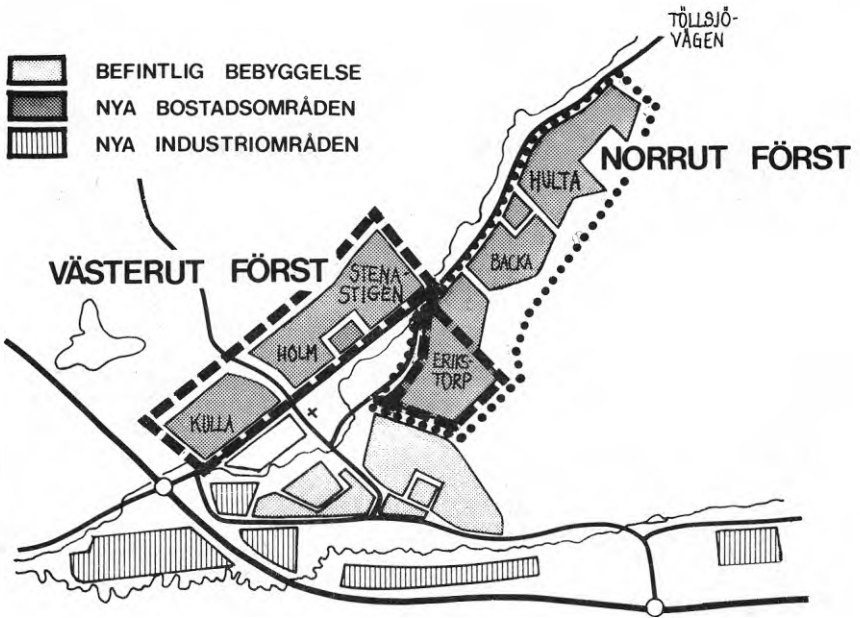 TÖLLSJÖ-
VÄGEN
BEFINTLIG BEBYGGELSE
NYA BOSTADSOMRÅDEN
NYA INDUSTRIOMRÅDEN
NORRUT FÖRST
HULTA
BACKA
VÄSTERUT FÖRST
STENA
STIGEN
HOLM
ERIKS-
TORP
KULLA